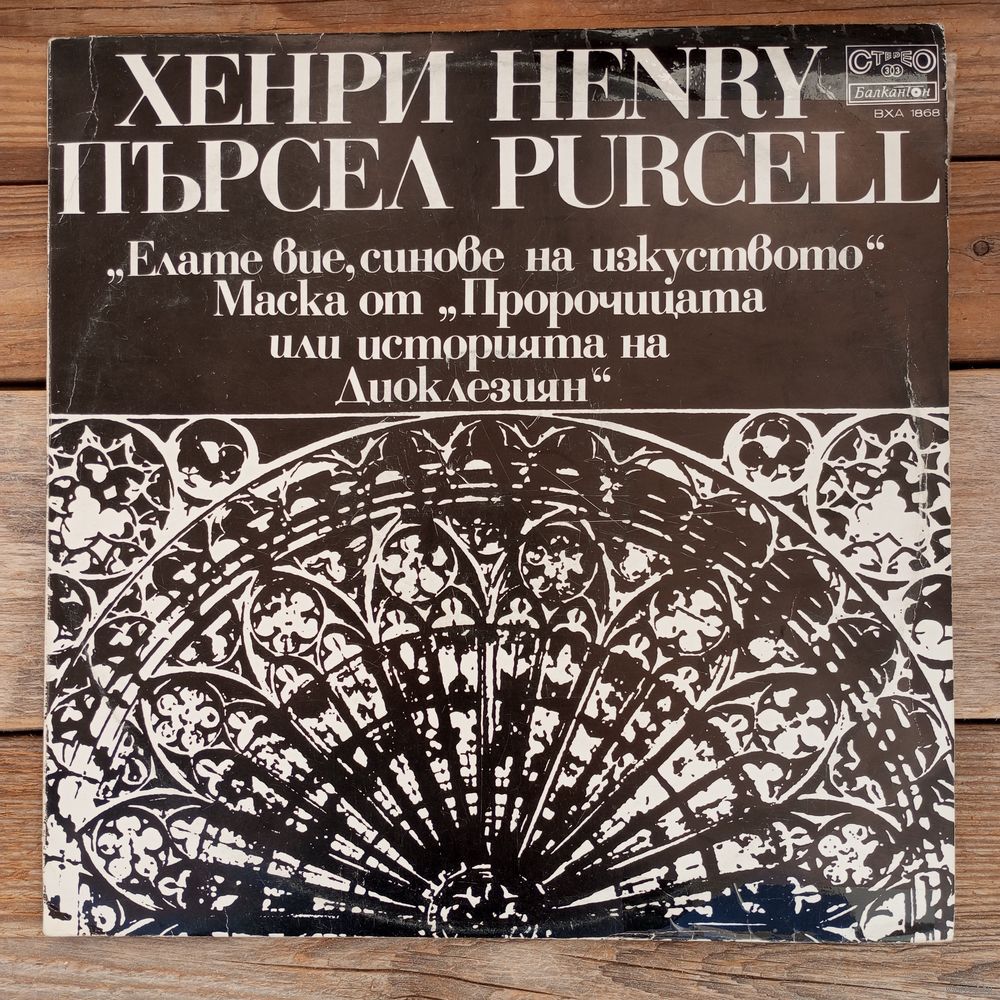 ХЕНРИ HENRY
ПЪРСЕЛ PURCELL
СТЕРЕО
303
Балкантон
ВХА 1868
„Елате вие, синове на изкуството“
Маска от „Пророчицата
или историята на
Диоклезиян“